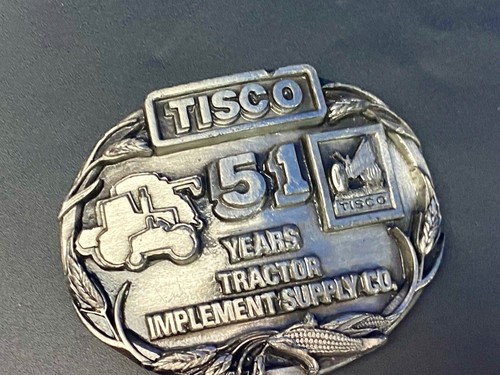 TISCO
51
TISCO
YEARS
TRACTOR
IMPLEMENT SUPPLY CO.